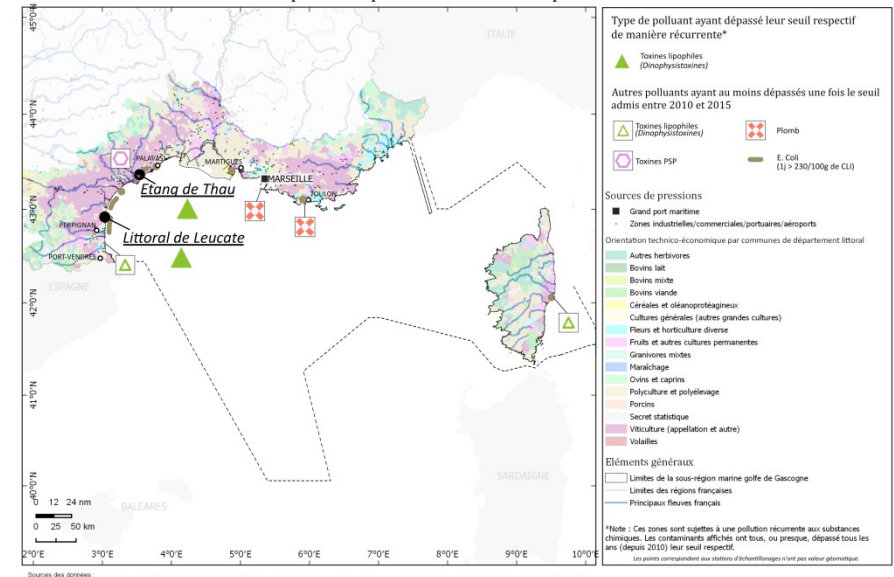 45°0'N
44°0'N
43°0'N
42°0'N
41°0'N
40°0'N
ITALIE
PALAVAS
MARTIGUES
MARSEILLE
TOULON
Etang de Thau
PERPIGNAN
Littoral de Leucate
PORT-VENDRES
ESPAGNE
SARDAIGNE
BALEARES
0 12 24 nm
0 25 50 km
2°0'E 3°0'E 4°0'E 5°0'E 6°0'E 7°0'E 8°0'E 9°0'E 10°0'E
Sources des données :
Type de polluant ayant dépassé leur seuil respectif
de manière récurrente*
Toxines lipophiles
(Dinophysistoxines)
Autres polluants ayant au moins dépassés une fois le seuil
admis entre 2010 et 2015
Toxines lipophiles
(Dinophysistoxines)
Plomb
Toxines PSP
E. Coli
(1j > 230/100g de CLI)
Sources de pressions
Grand port maritime
Zones industrielles/commerciales/portuaires/aéroports
Orientation technico-économique par communes de département littoral
Autres herbivores
Bovins lait
Bovins mixte
Bovins viande
Céréales et oléanoprotéagineux
Cultures générales (autres grandes cultures)
Fleurs et horticulture diverse
Fruits et autres cultures permanentes
Granivores mixtes
Maraîchage
Ovins et caprins
Polyculture et polyélevage
Porcins
Secret statistique
Viticulture (appellation et autre)
Volailles
Eléments généraux
Limites de la sous-région marine golfe de Gascogne
Limites des régions françaises
Principaux fleuves français
*Note : Ces zones sont sujettes à une pollution récurrente aux substances
chimiques. Les contaminants affichés ont tous, ou presque, dépassé tous les
ans (depuis 2010) leur seuil respectif.
Les points correspondant aux stations d'échantillonages n'ont pas valeur géomatique.